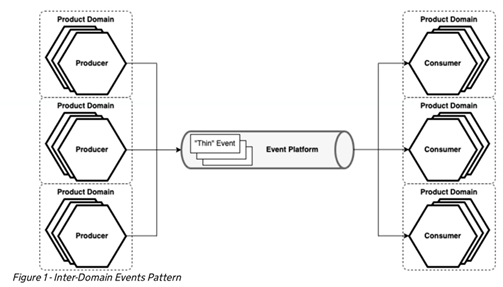 Product Domain
Producer
Product Domain
Producer
Product Domain
Producer
"Thin" Event
Event Platform
Product Domain
Consumer
Product Domain
Consumer
Product Domain
Consumer
Figure 1 - Inter-Domain Events Pattern